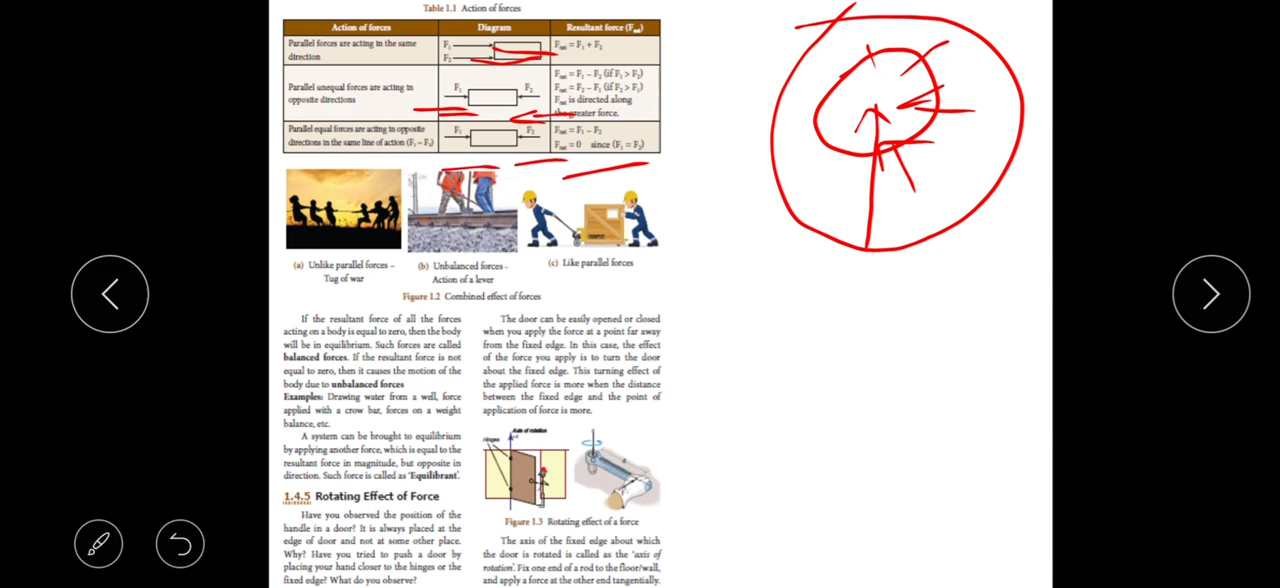 Table 1.1 Action of forces
Action of forces Diagram Resultant force (Fnet)
Parallel forces are acting in the same
direction
F₁
F₂
Fnet = F₁ + F₂
Parallel unequal forces are acting in
opposite directions
F₁ F₂
Fnet = F₁ – F₂ (if F₁ > F₂)
Fnet = F₂ – F₁ (if F₂ > F₁)
Fnet is directed along
the greater force.
Parallel equal forces are acting in opposite
directions in the same line of action (F₁ = F₂)
F₁ F₂
Fnet = F₁ – F₂
Fnet = 0 since (F₁ = F₂)
(a) Unlike parallel forces –
Tug of war
(b) Unbalanced forces -
Action of a lever
(c) Like parallel forces
Figure 1.2 Combined effect of forces
If the resultant force of all the forces
acting on a body is equal to zero, then the body
will be in equilibrium. Such forces are called
balanced forces. If the resultant force is not
equal to zero, then it causes the motion of the
body due to unbalanced forces
Examples: Drawing water from a well, force
applied with a crow bar, forces on a weight
balance, etc.
A system can be brought to equilibrium
by applying another force, which is equal to the
resultant force in magnitude, but opposite in
direction. Such force is called as 'Equilibrant'.
1.4.5 Rotating Effect of Force
Have you observed the position of the
handle in a door? It is always placed at the
edge of door and not at some other place.
Why? Have you tried to push a door by
placing your hand closer to the hinges or the
fixed edge? What do you observe?
The door can be easily opened or closed
when you apply the force at a point far away
from the fixed edge. In this case, the effect
of the force you apply is to turn the door
about the fixed edge. This turning effect of
the applied force is more when the distance
between the fixed edge and the point of
application of force is more.
Axis of rotation
Hinges
Figure 1.3 Rotating effect of a force
The axis of the fixed edge about which
the door is rotated is called as the 'axis of
rotation'. Fix one end of a rod to the floor/wall,
and apply a force at the other end tangentially.